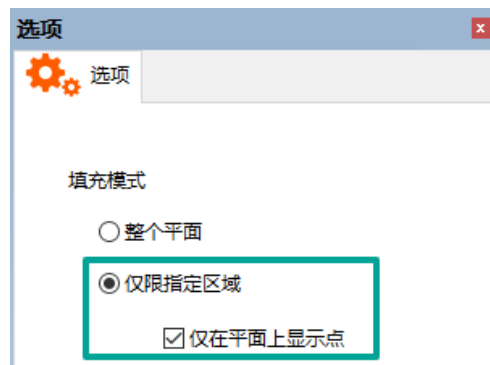 选项
选项
填充模式
整个平面
仅限指定区域
仅在平面上显示点